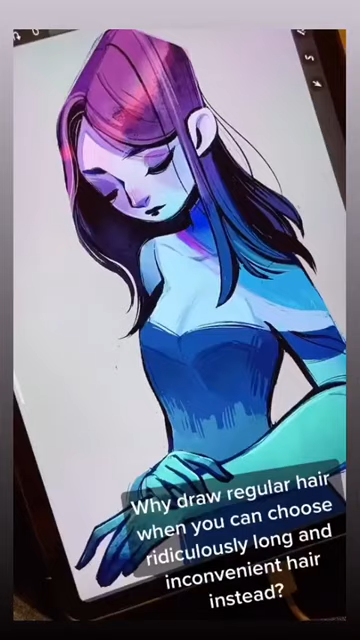 Why draw regular hair
when you can choose
ridiculously long and
inconvenient hair
instead?